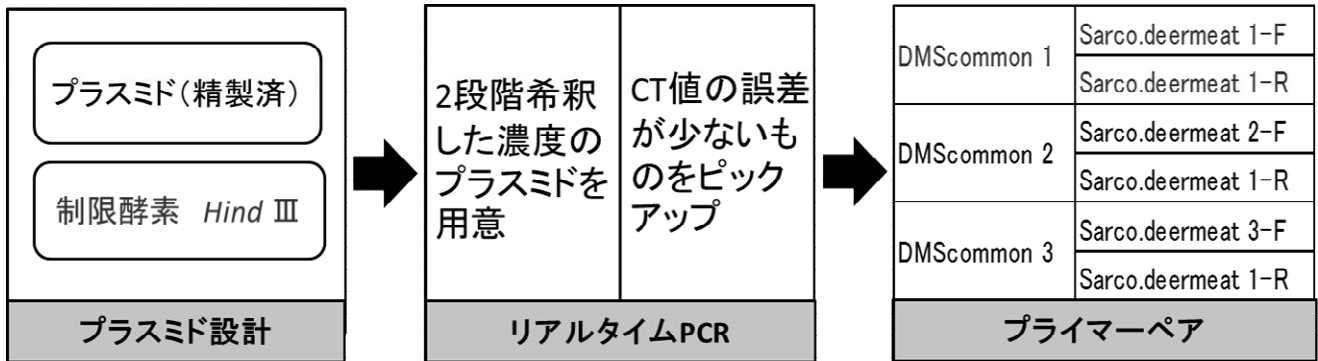 プラスミド（精製済）
制限酵素 Hind Ⅲ
プラスミド設計
2段階希釈
した濃度の
プラスミドを
用意
CT値の誤差
が少ないも
のをピック
アップ
リアルタイムPCR
DMScommon 1
Sarco.deermeat 1-F
Sarco.deermeat 1-R
DMScommon 2
Sarco.deermeat 2-F
Sarco.deermeat 1-R
DMScommon 3
Sarco.deermeat 3-F
Sarco.deermeat 1-R
プライマーペア